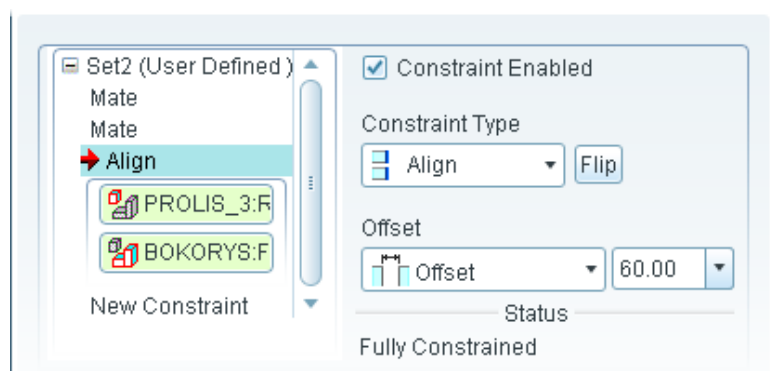 Set2 (User Defined )
Mate
Mate
Align
PROLIS_3:R
BOKORYS:F
New Constraint
Constraint Enabled
Constraint Type
Align
Flip
Offset
Offset
60.00
Status
Fully Constrained